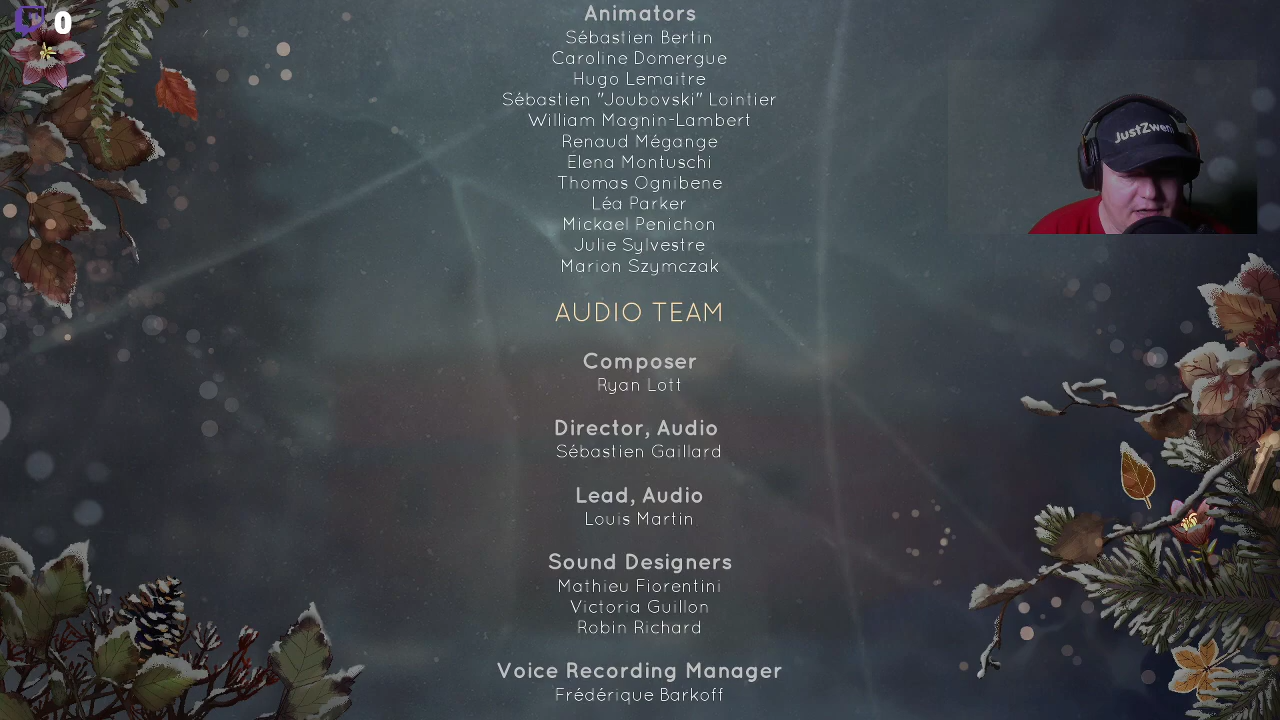 0
Animators
Sébastien Bertin
Caroline Domergue
Hugo Lemaitre
Sébastien "Joubovski" Lointier
William Magnin-Lambert
Renaud Mégange
Elena Montuschi
Thomas Ognibene
Léa Parker
Mickael Penichon
Julie Sylvestre
Marion Szymczak
JustZwen
AUDIO TEAM
Composer
Ryan Lott
Director, Audio
Sébastien Gaillard
Lead, Audio
Louis Martin
Sound Designers
Mathieu Fiorentini
Victoria Guillon
Robin Richard
Voice Recording Manager
Frédérique Barkoff